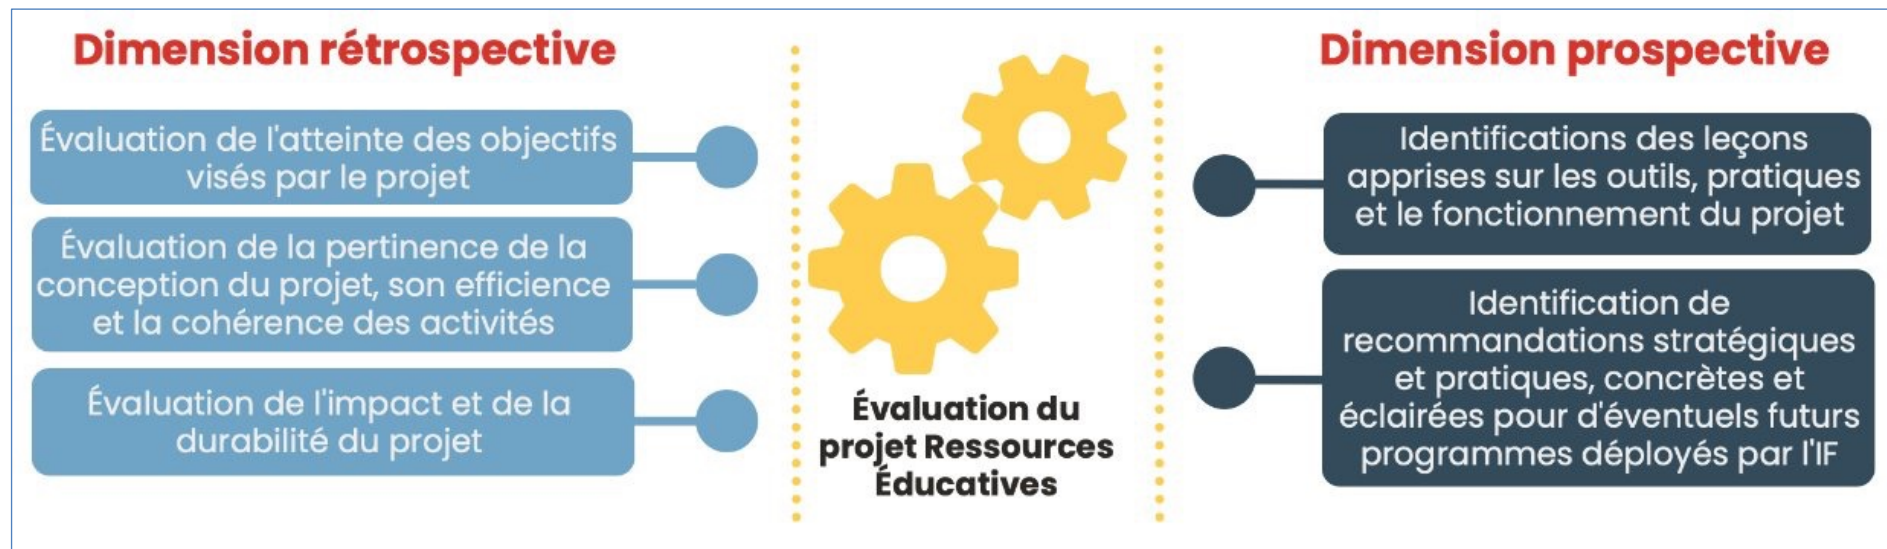 Dimension rétrospective
Évaluation de l'atteinte des objectifs
visés par le projet
Évaluation de la pertinence de la
conception du projet, son efficience
et la cohérence des activités
Évaluation de l'impact et de la
durabilité du projet
Évaluation du
projet Ressources
Éducatives
Dimension prospective
Identifications des leçons
apprises sur les outils, pratiques
et le fonctionnement du projet
Identification de
recommandations stratégiques
et pratiques, concrètes et
éclairées pour d'éventuels futurs
programmes déployés par l'IF